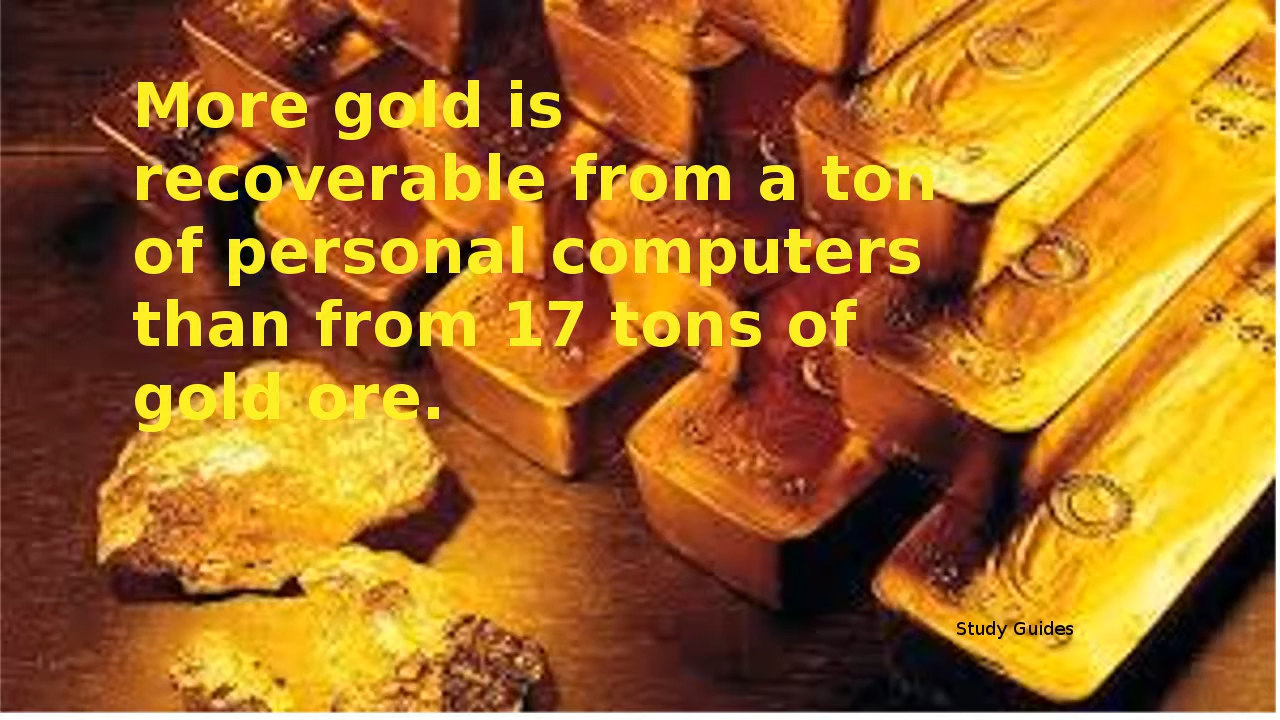 More gold is
recoverable from a ton
of personal computers
than from 17 tons of
gold ore.
Study Guides